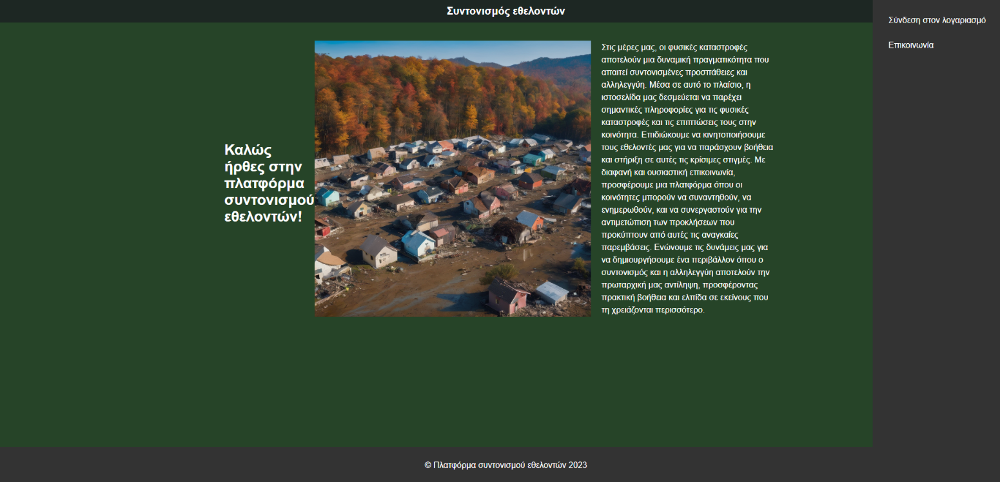 Συντονισμός εθελοντών
Σύνδεση στον λογαριασμό
Επικοινωνία
Καλώς
ήρθες στην
πλατφόρμα
συντονισμού
εθελοντών!
Στις μέρες μας, οι φυσικές καταστροφές
αποτελούν μια δυναμική πραγματικότητα που
απαιτεί συντονισμένες προσπάθειες και
αλληλεγγύη. Μέσα σε αυτό το πλαίσιο, η
ιστοσελίδα μας δεσμεύεται να παρέχει
σημαντικές πληροφορίες για τις φυσικές
καταστροφές και τις επιπτώσεις τους στην
κοινότητα. Επιδιώκουμε να κινητοποιήσουμε
τους εθελοντές μας για να παράσχουν βοήθεια
και στήριξη σε αυτές τις κρίσιμες στιγμές. Με
διαφανή και ουσιαστική επικοινωνία,
προσφέρουμε μια πλατφόρμα όπου οι
κοινότητες μπορούν να συναντηθούν, να
ενημερωθούν, και να συνεργαστούν για την
αντιμετώπιση των προκλήσεων που
προκύπτουν από αυτές τις αναγκαίες
παρεμβάσεις. Ενώνουμε τις δυνάμεις μας για
να δημιουργήσουμε ένα περιβάλλον όπου ο
συντονισμός και η αλληλεγγύη αποτελούν την
πρωταρχική μας αντίληψη, προσφέροντας
πρακτική βοήθεια και ελπίδα σε εκείνους που
τη χρειάζονται περισσότερο.
© Πλατφόρμα συντονισμού εθελοντών 2023